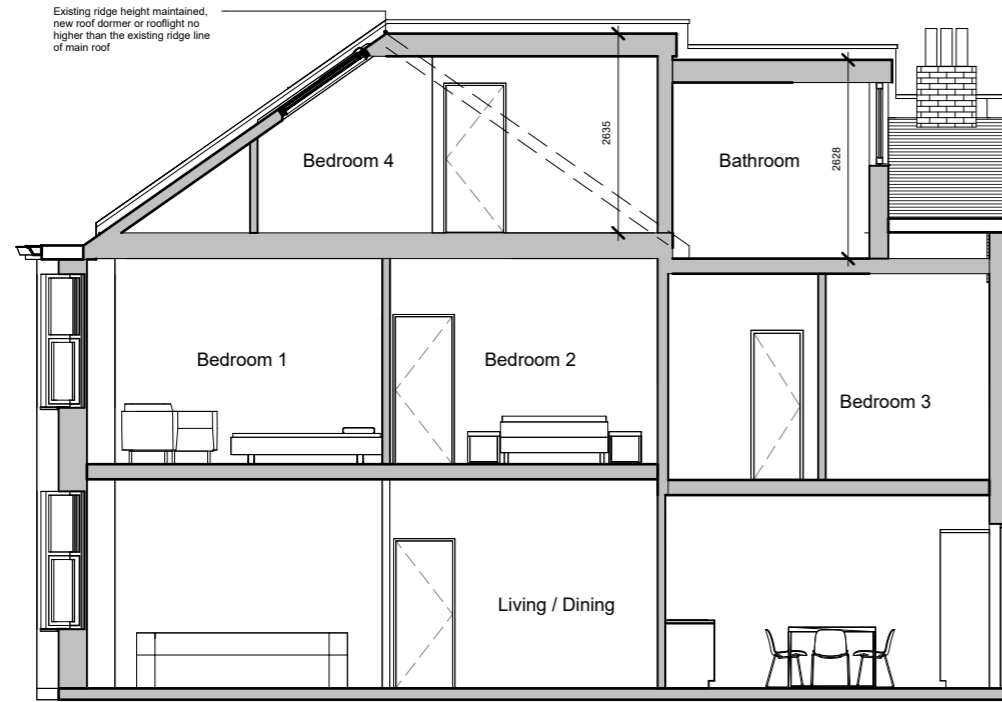 Existing ridge height maintained,
new roof dormer or rooflight no
higher than the existing ridge line
of main roof
Bedroom 4
2635
Bathroom
2628
Bedroom 1
Bedroom 2
Bedroom 3
Living / Dining